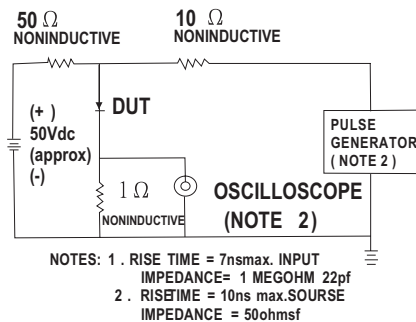 50 Ω
NONINDUCTIVE
10 Ω
NONINDUCTIVE
(+)
50Vdc
(approx)
(-)
DUT
PULSE
GENERATOR
( NOTE 2 )
1 Ω
NONINDUCTIVE
OSCILLOSCOPE
(NOTE 2)
NOTES: 1 . RISE TIME = 7nsmax. INPUT
IMPEDANCE= 1 MEGOHM 22pf
2 . RISETIME = 10ns max.SOURSE
IMPEDANCE = 50ohmsf